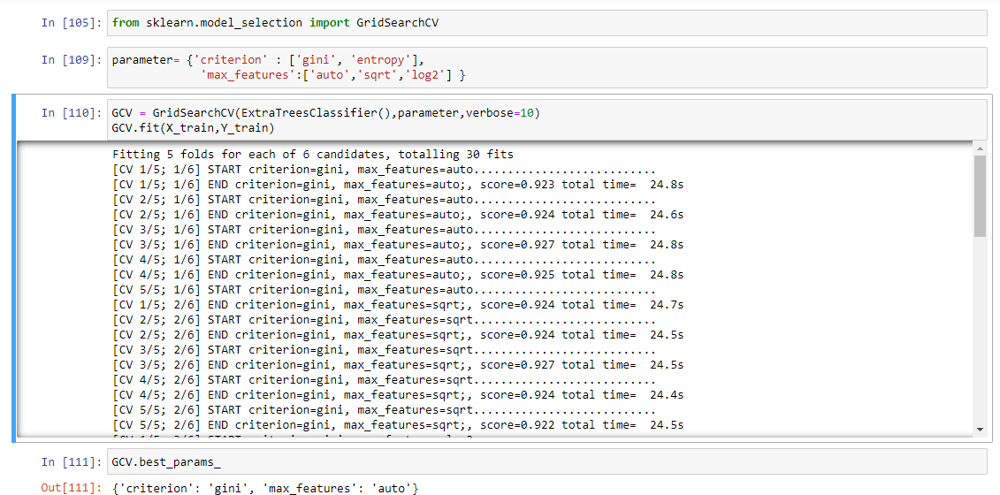 In [105]: from sklearn.model_selection import GridSearchCV
In [109]: parameter= {'criterion' : ['gini', 'entropy'],
'max_features':['auto','sqrt','log2'] }
In [110]: GCV = GridSearchCV(ExtraTreesClassifier(),parameter,verbose=10)
GCV.fit(X_train,Y_train)
Fitting 5 folds for each of 6 candidates, totalling 30 fits
[CV 1/5; 1/6] START criterion=gini, max_features=auto...........................
[CV 1/5; 1/6] END criterion=gini, max_features=auto;, score=0.923 total time=  24.8s
[CV 2/5; 1/6] START criterion=gini, max_features=auto...........................
[CV 2/5; 1/6] END criterion=gini, max_features=auto;, score=0.924 total time=  24.6s
[CV 3/5; 1/6] START criterion=gini, max_features=auto...........................
[CV 3/5; 1/6] END criterion=gini, max_features=auto;, score=0.927 total time=  24.8s
[CV 4/5; 1/6] START criterion=gini, max_features=auto...........................
[CV 4/5; 1/6] END criterion=gini, max_features=auto;, score=0.925 total time=  24.8s
[CV 5/5; 1/6] START criterion=gini, max_features=auto...........................
[CV 1/5; 2/6] END criterion=gini, max_features=sqrt;, score=0.924 total time=  24.7s
[CV 2/5; 2/6] START criterion=gini, max_features=sqrt...........................
[CV 2/5; 2/6] END criterion=gini, max_features=sqrt;, score=0.924 total time=  24.5s
[CV 3/5; 2/6] START criterion=gini, max_features=sqrt...........................
[CV 3/5; 2/6] END criterion=gini, max_features=sqrt;, score=0.927 total time=  24.5s
[CV 4/5; 2/6] START criterion=gini, max_features=sqrt...........................
[CV 4/5; 2/6] END criterion=gini, max_features=sqrt;, score=0.924 total time=  24.4s
[CV 5/5; 2/6] START criterion=gini, max_features=sqrt...........................
[CV 5/5; 2/6] END criterion=gini, max_features=sqrt;, score=0.922 total time=  24.5s
In [111]: GCV.best_params_
Out[111]: {'criterion': 'gini', 'max_features': 'auto'}